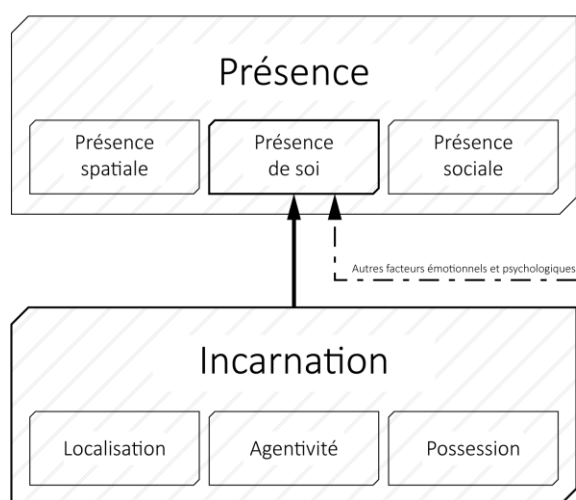 Présence
Présence
spatiale
Présence
de soi
Présence
sociale
Autres facteurs émotionnels et psychologiques
Incarnation
Localisation
Agentivité
Possession